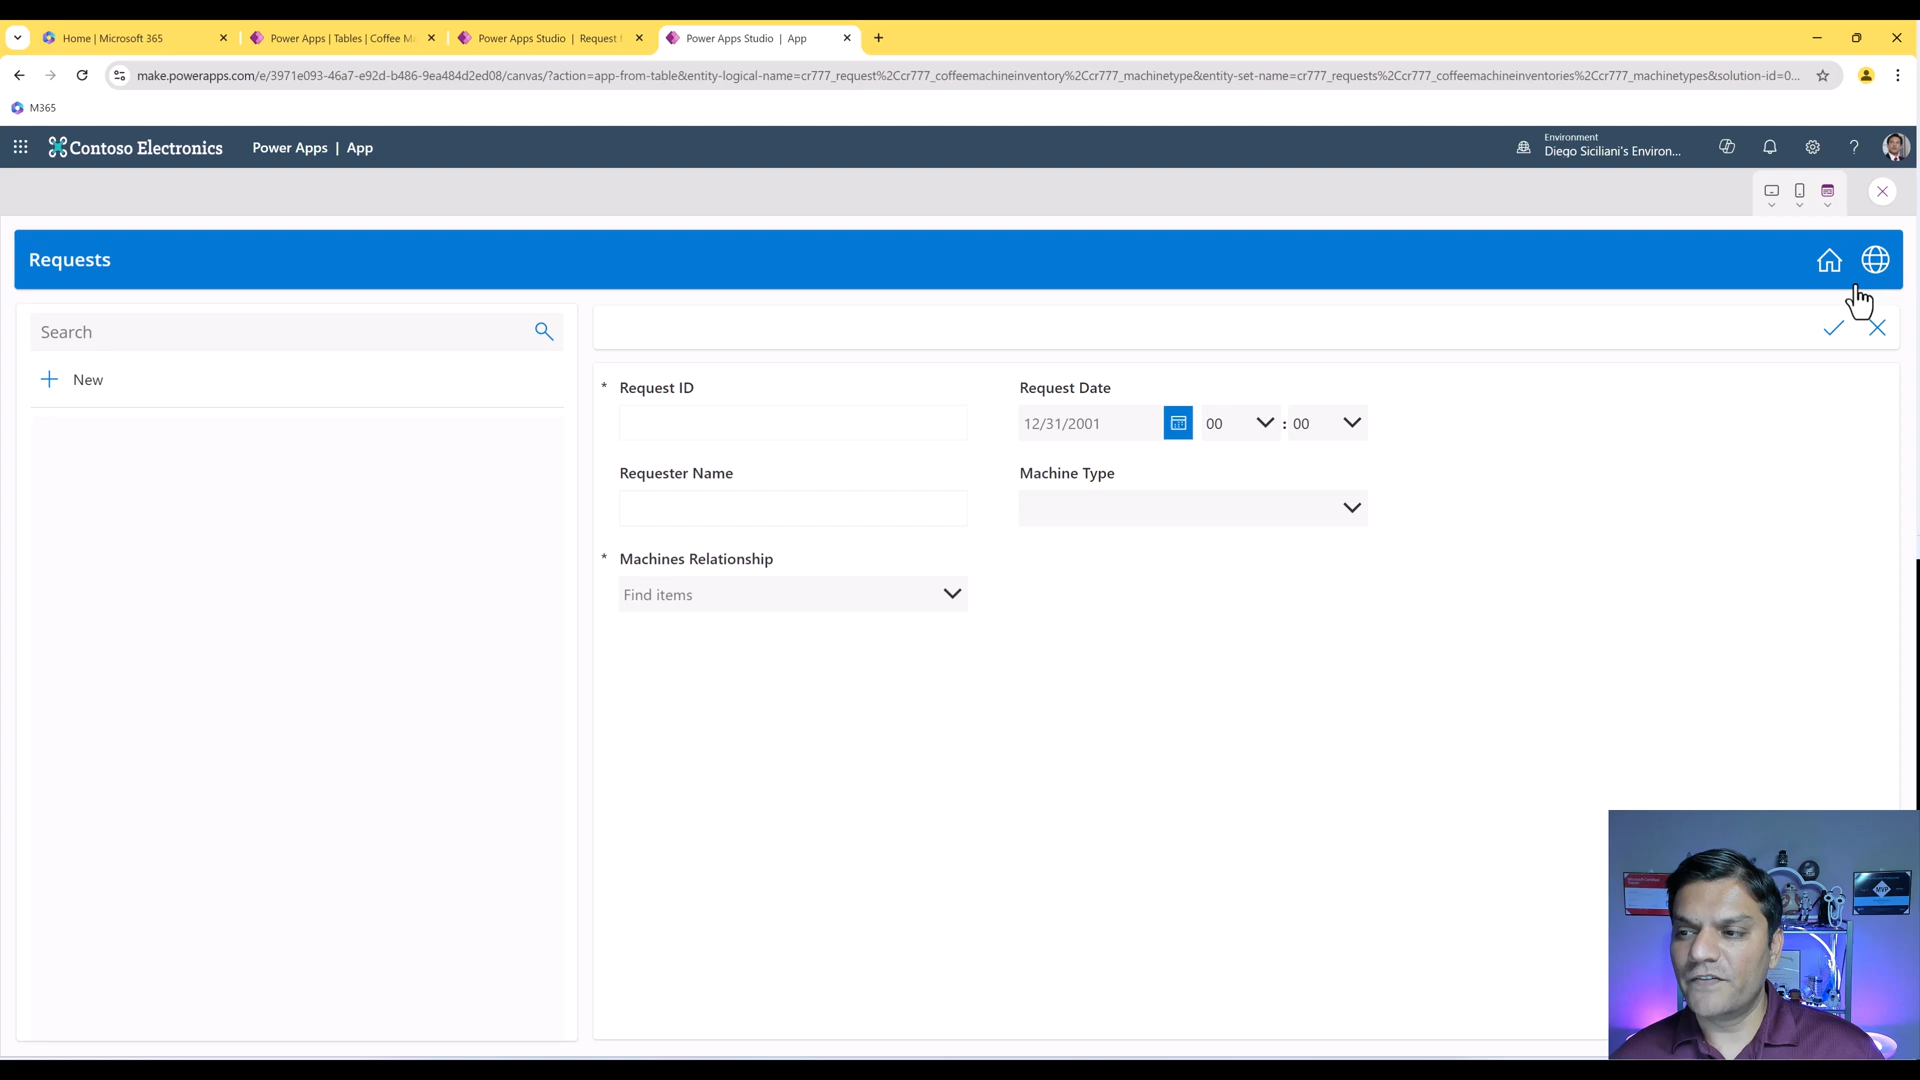 Home | Microsoft 365
Power Apps | Tables | Coffee Ma
Power Apps Studio | Request f
Power Apps Studio | App
make.powerapps.com/e/3971e093-46a7-e92d-b486-9ea484d2ed08/canvas/?action=app-from-table&entity-logical-name=cr777_request%2Ccr777_coffeemachineinventory%2Ccr777_machinetype&entity-set-name=cr777_requests%2Ccr777_coffeemachineinventories%2Ccr777_machinetypes&solution-id=0...
M365
Contoso Electronics
Power Apps | App
Environment
Diego Siciliani's Environ...
Requests
Search
New
* Request ID
Request Date
12/31/2001
00
: 00
Requester Name
Machine Type
* Machines Relationship
Find items
MVP